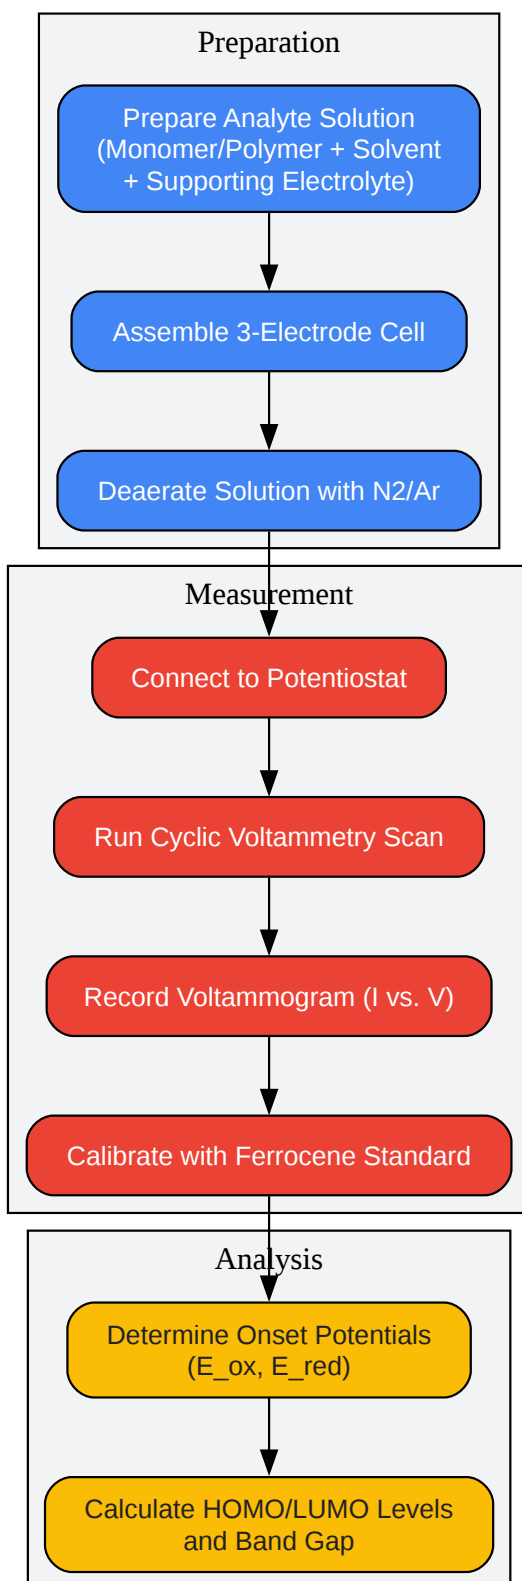 Preparation
Prepare Analyte Solution
(Monomer/Polymer + Solvent
+ Supporting Electrolyte)
Assemble 3-Electrode Cell
Deaerate Solution with N2/Ar
Measurement
Connect to Potentiostat
Run Cyclic Voltammetry Scan
Record Voltammogram (I vs. V)
Calibrate with Ferrocene Standard
Analysis
Determine Onset Potentials
(E_ox, E_red)
Calculate HOMO/LUMO Levels
and Band Gap